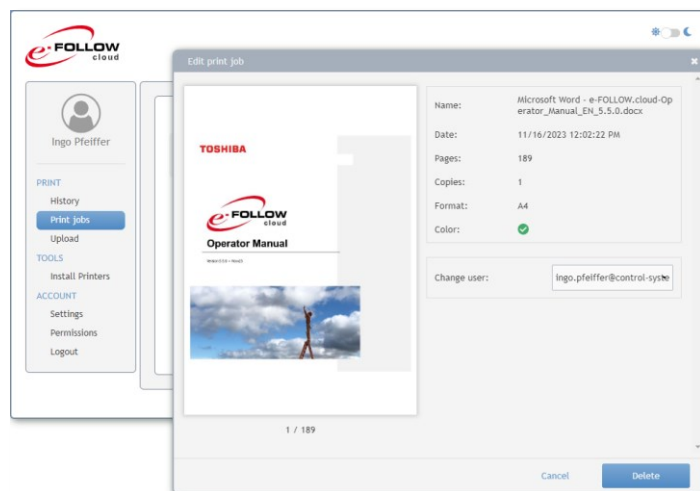 e-FOLLOW
cloud
Ingo Pfeiffer
PRINT
History
Print jobs
Upload
TOOLS
Install Printers
ACCOUNT
Settings
Permissions
Logout
Edit print job
TOSHIBA
e-FOLLOW
cloud
Operator Manual
1 / 189
Name:
Microsoft Word - e-FOLLOW.cloud-Op
erator_Manual_EN_5.5.0.docx
Date:
11/16/2023 12:02:22 PM
Pages:
189
Copies:
1
Format:
A4
Color:
Change user:
ingo.pfeiffer@control-syste
Cancel
Delete